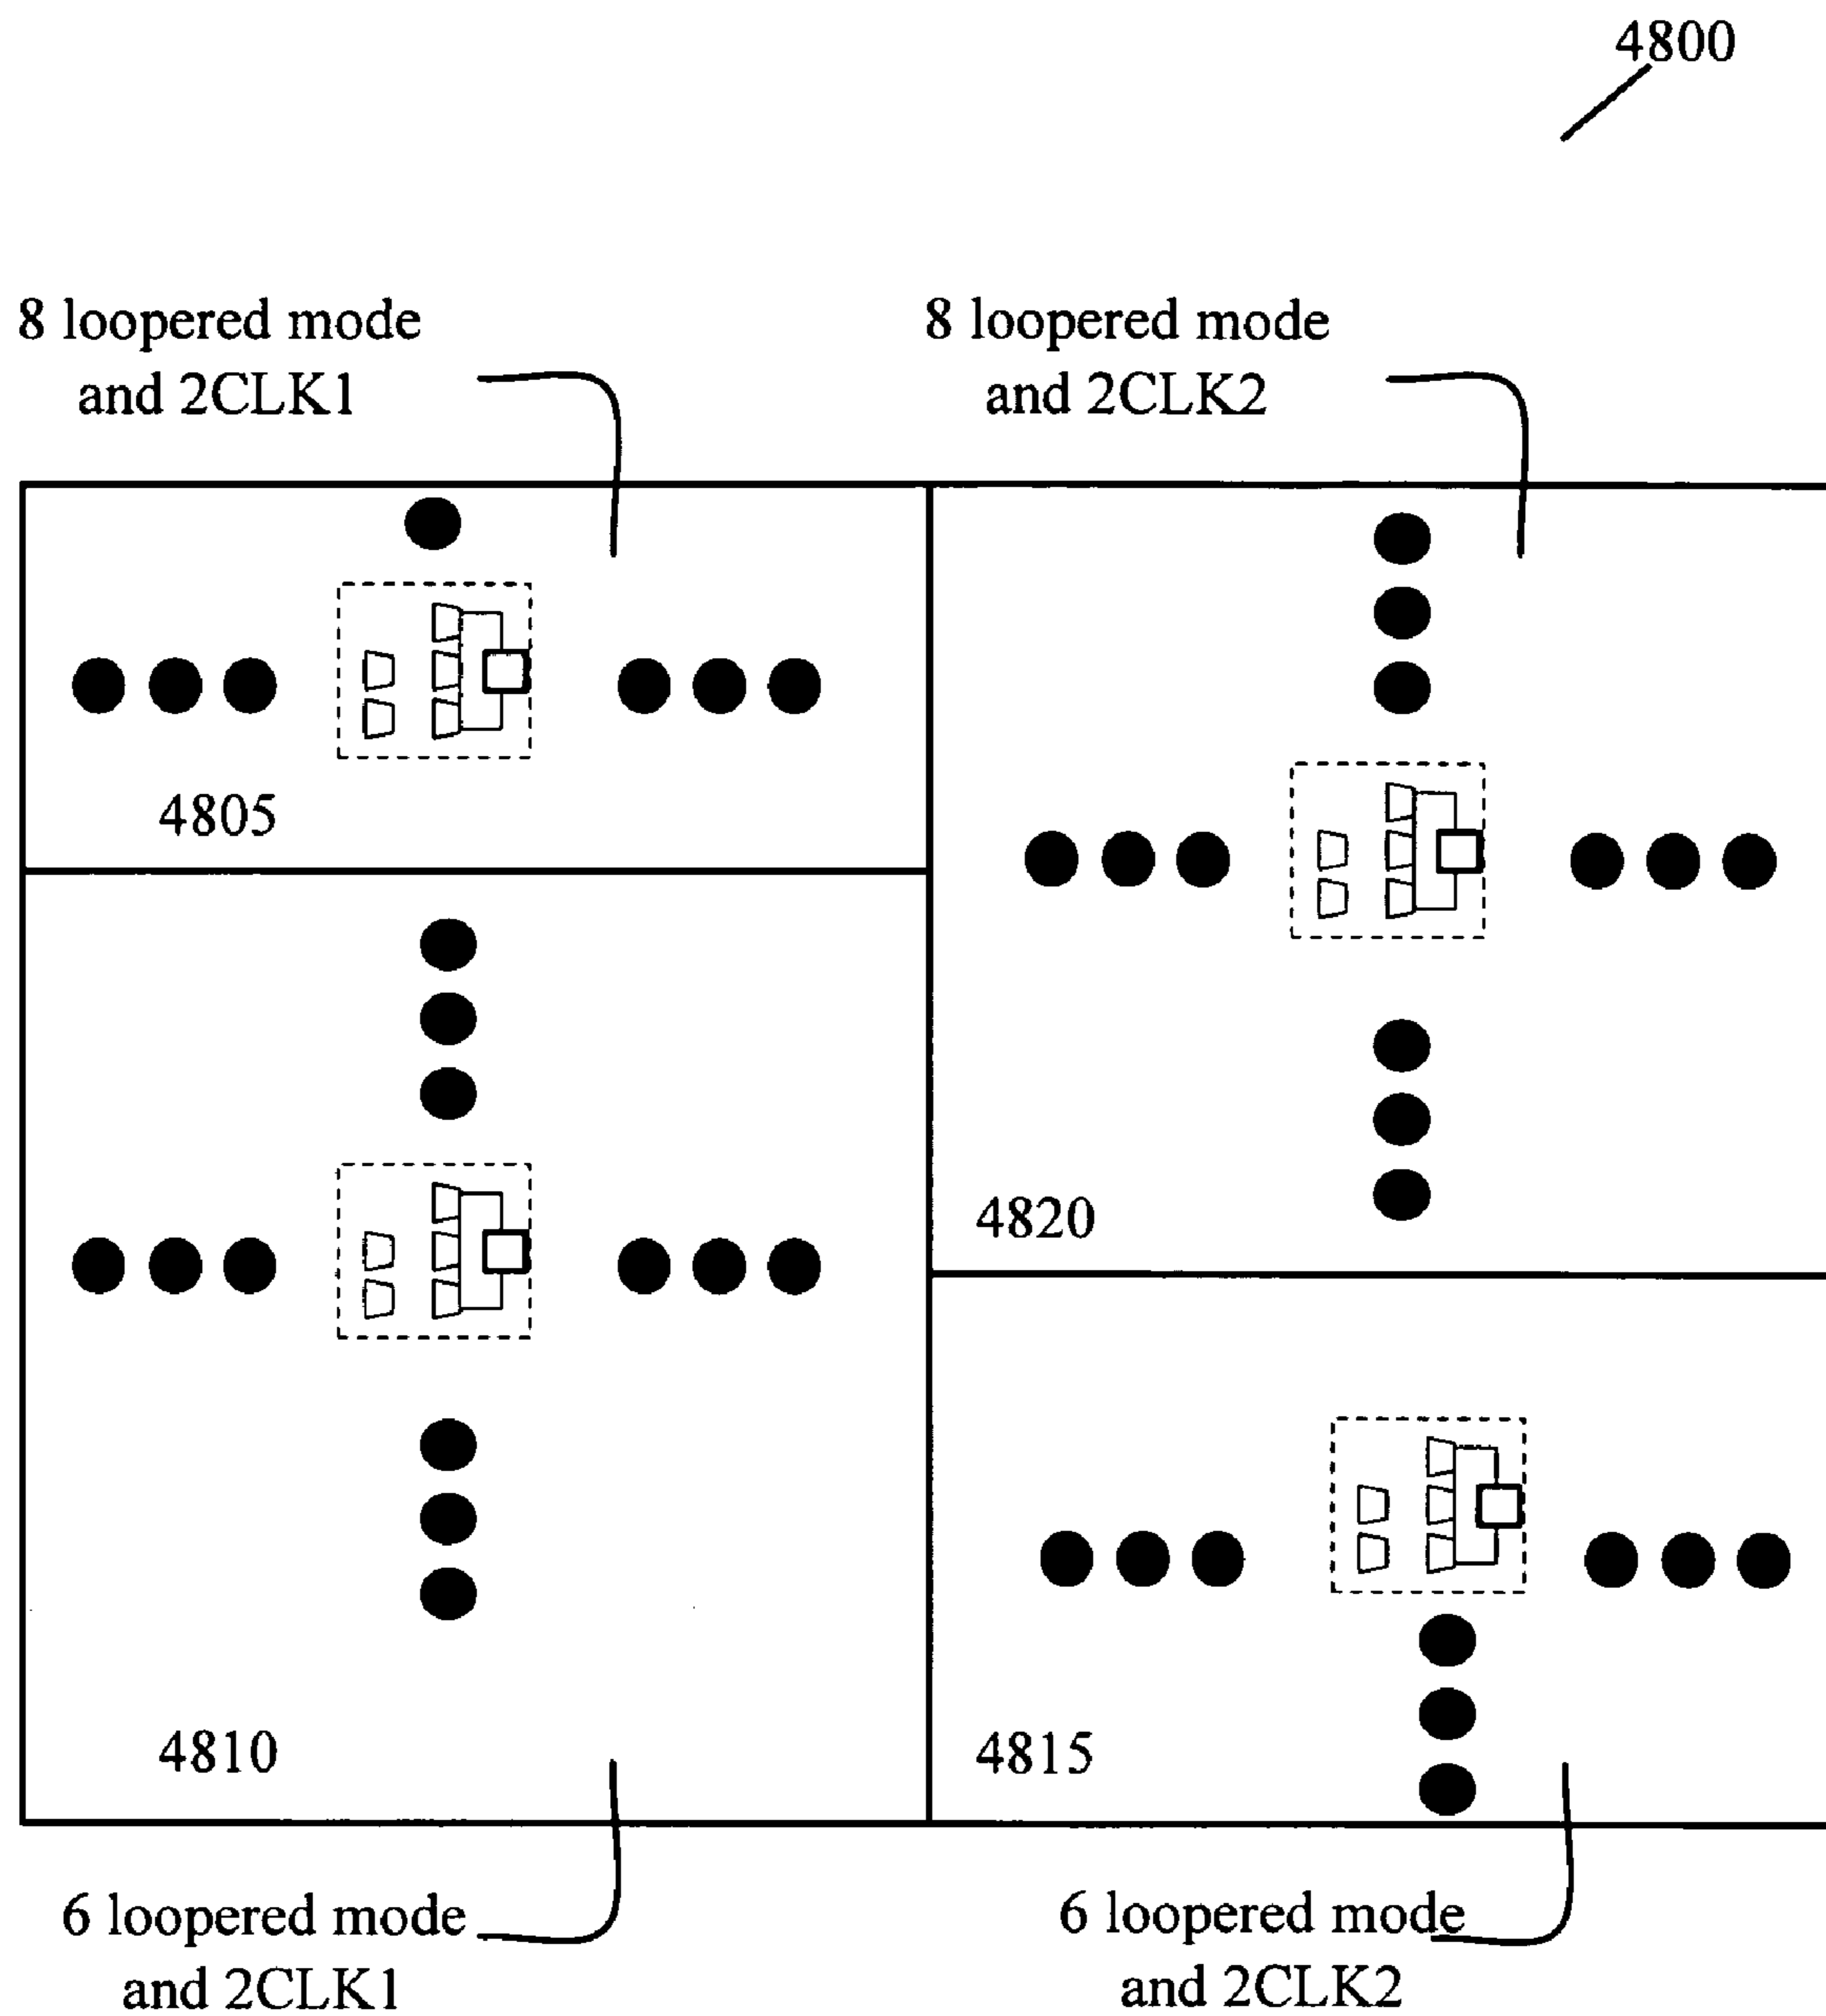 4800
8 loopered mode
and 2CLK1
8 loopered mode
and 2CLK2
4805
4820
4810
4815
6 loopered mode
and 2CLK1
6 loopered mode
and 2CLK2